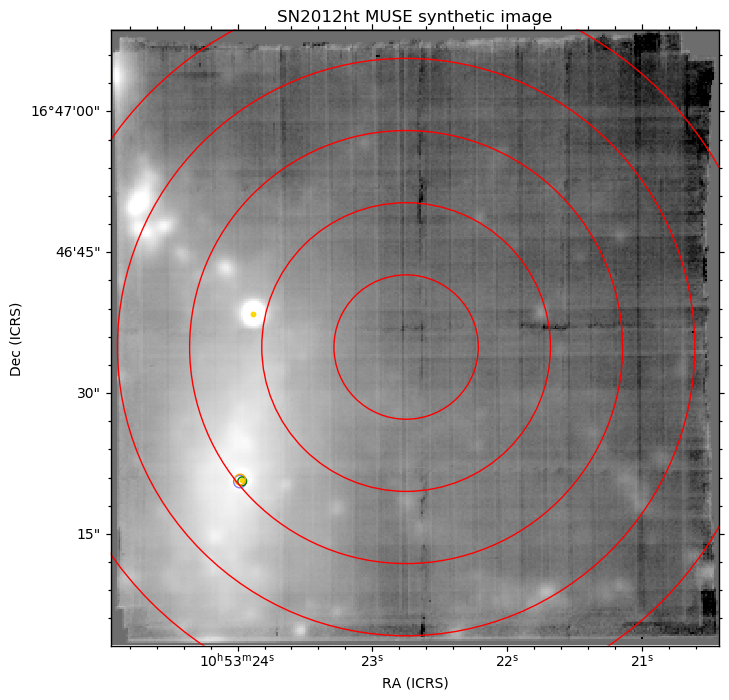 SN2012ht MUSE synthetic image
16°47'00"
46'45"
30"
15"
Dec (ICRS)
10ʰ53ᵐ24ˢ
23ˢ
22ˢ
21ˢ
RA (ICRS)